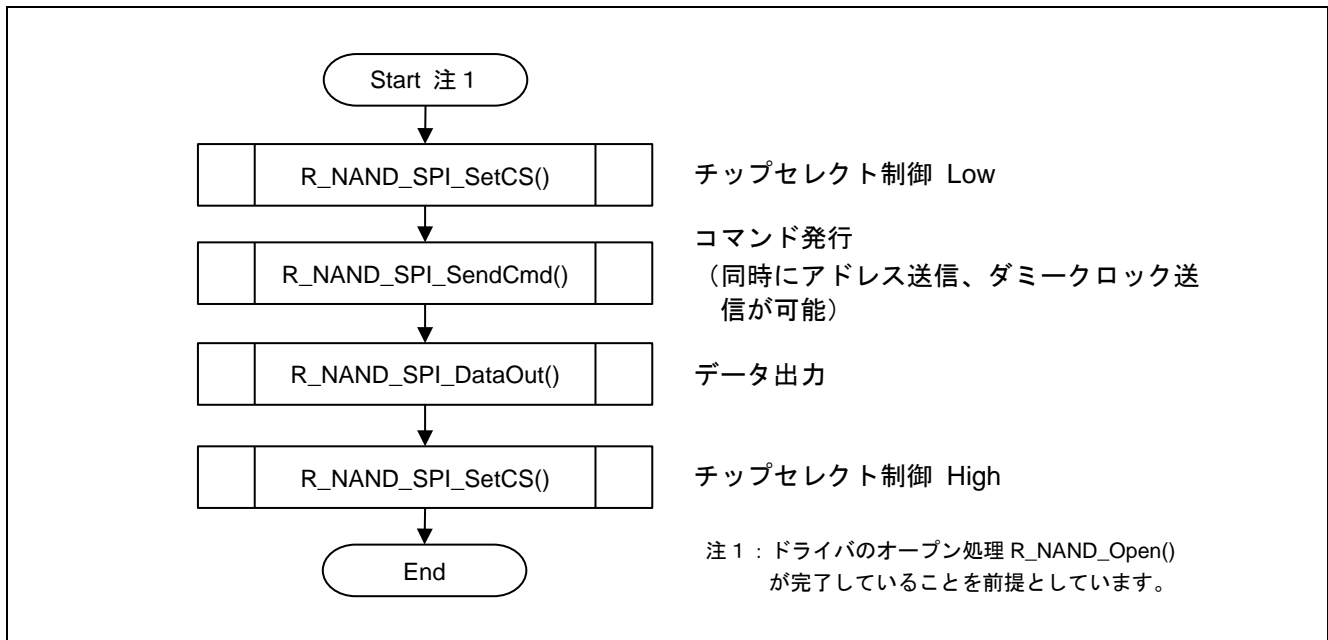 Start 注1
R_NAND_SPI_SetCS()
チップセレクト制御 Low
R_NAND_SPI_SendCmd()
コマンド発行
（同時にアドレス送信、ダミークロック送
信が可能）
R_NAND_SPI_DataOut()
データ出力
R_NAND_SPI_SetCS()
チップセレクト制御 High
End
注1：ドライバのオープン処理 R_NAND_Open()
が完了していることを前提としています。